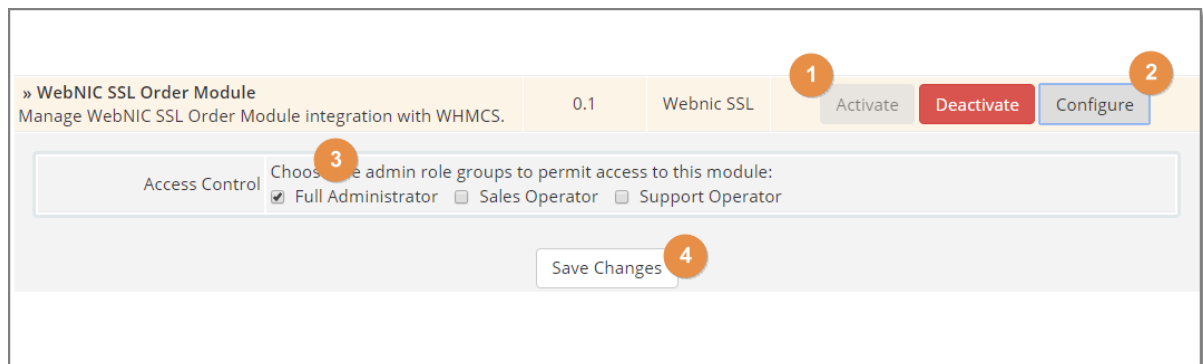 1
2
» WebNIC SSL Order Module
0.1 Webnic SSL Activate Deactivate Configure
Manage WebNIC SSL Order Module integration with WHMCS.
3
Choos e admin role groups to permit access to this module:
Access Control
Full Administrator Sales Operator Support Operator
4
Save Changes